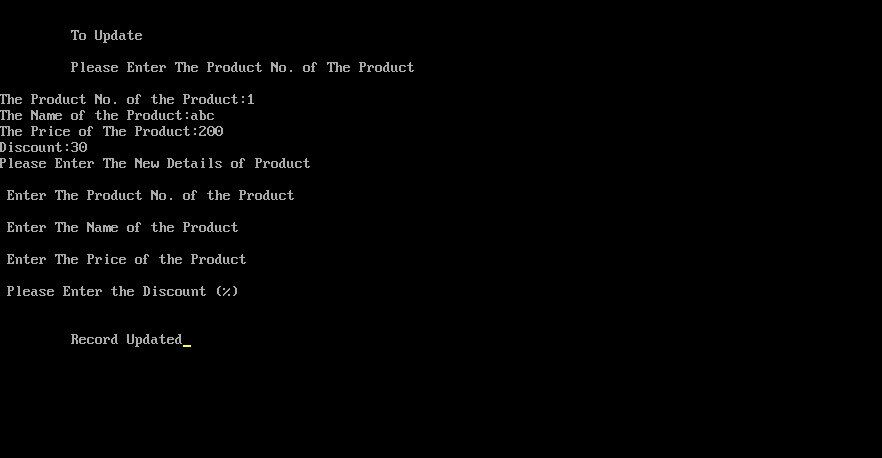 To Update
Please Enter The Product No. of The Product
The Product No. of the Product:1
The Name of the Product:abc
The Price of The Product:200
Discount:30
Please Enter The New Details of Product
Enter The Product No. of the Product
Enter The Name of the Product
Enter The Price of the Product
Please Enter the Discount (%)
Record Updated_